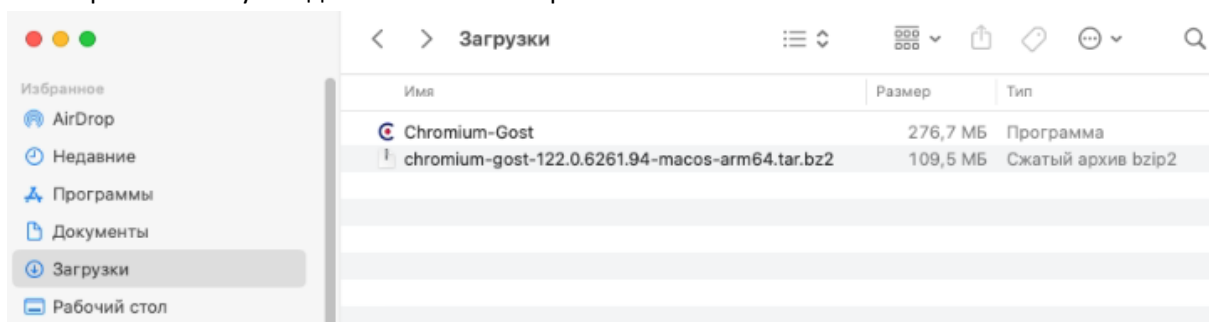 Загрузки
Избранное
AirDrop
Недавние
Программы
Документы
Загрузки
Рабочий стол
Имя Размер Тип
Chromium-Gost 276,7 МБ Программа
chromium-gost-122.0.6261.94-macos-arm64.tar.bz2 109,5 МБ Сжатый архив bzip2